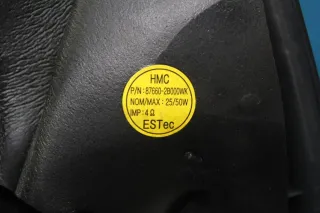 HMC
P/N : 87660-2B000WK
NOM/MAX : 25/50W
IMP : 4 Ω
ESTec